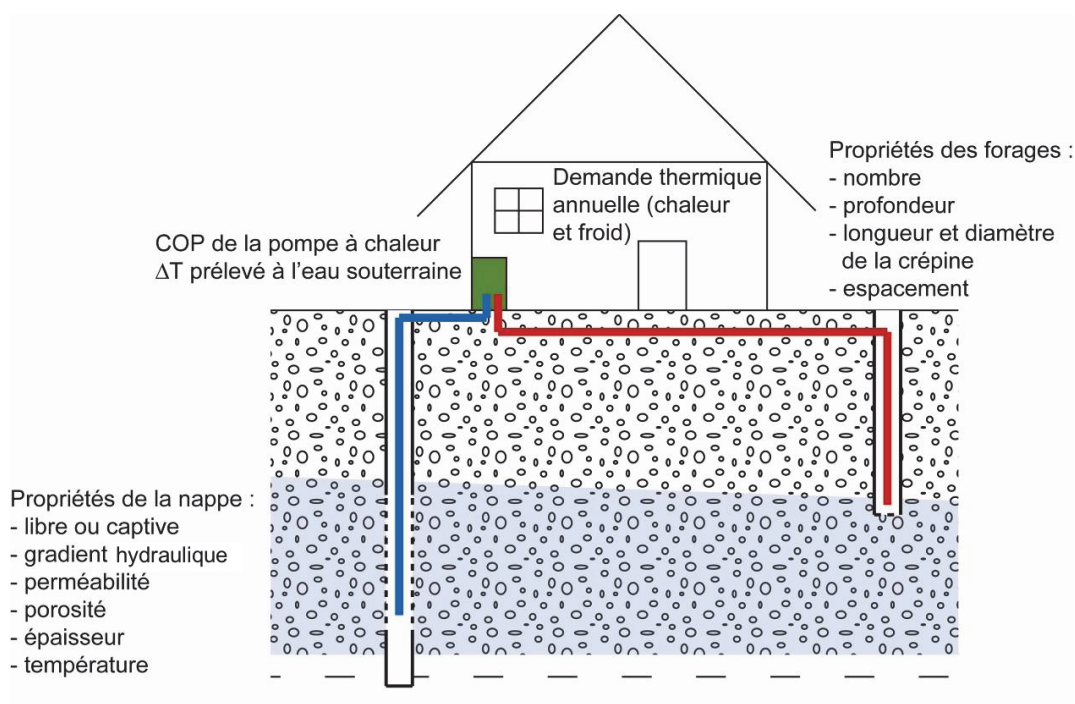 Propriétés des forages :
- nombre
- profondeur
- longueur et diamètre
de la crépine
- espacement
Demande thermique
annuelle (chaleur
et froid)
COP de la pompe à chaleur
ΔT prélevé à l'eau souterraine
Propriétés de la nappe :
- libre ou captive
- gradient hydraulique
- perméabilité
- porosité
- épaisseur
- température